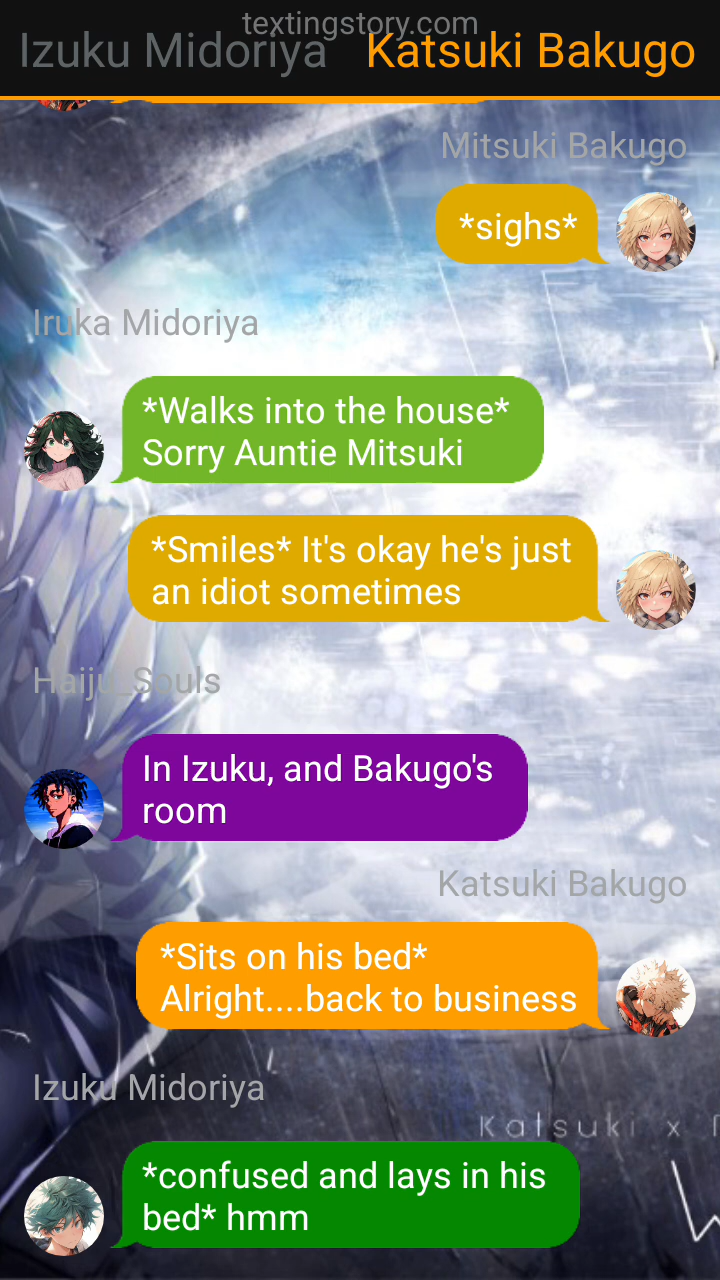 textingstory.com
Izuku Midoriya Katsuki Bakugo
Mitsuki Bakugo
*sighs*
Iruka Midoriya
*Walks into the house*
Sorry Auntie Mitsuki
*Smiles* It's okay he's just
an idiot sometimes
Haiju_Souls
In Izuku, and Bakugo's
room
Katsuki Bakugo
*Sits on his bed*
Alright....back to business
Izuku Midoriya
Katsuki x
*confused and lays in his
bed* hmm